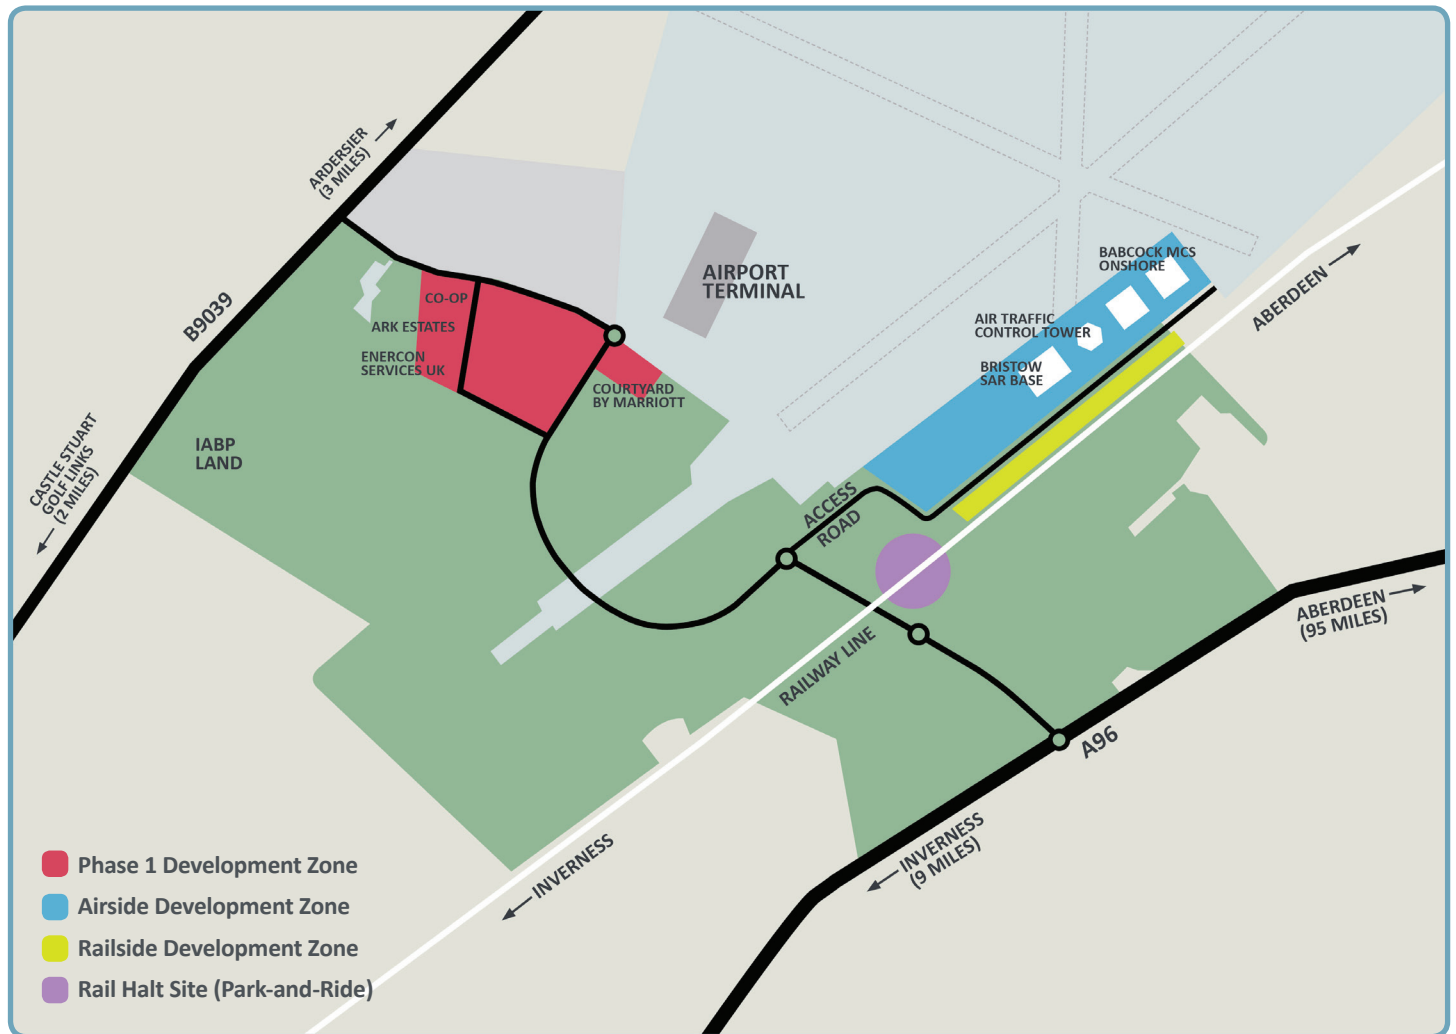 ARDERSIER
(3 MILES)
B9039
CASTLE STUART
GOLF LINKS
(2 MILES)
IABP
LAND
CO-OP
ARK ESTATES
ENERCON
SERVICES UK
COURTYARD
BY MARRIOTT
AIRPORT
TERMINAL
BABCOCK MCS
ONSHORE
AIR TRAFFIC
CONTROL TOWER
BRISTOW
SAR BASE
ABERDEEN
ACCESS
ROAD
RAILWAY LINE
ABERDEEN
(95 MILES)
A96
INVERNESS
(9 MILES)
INVERNESS
Phase 1 Development Zone
Airside Development Zone
Railside Development Zone
Rail Halt Site (Park-and-Ride)